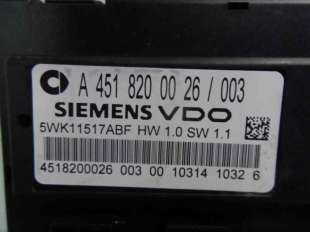 A 451 820 00 26 / 003
SIEMENS VDO
5WK11517ABF HW 1.0 SW 1.1
4518200026 003 00 10314 1032 6